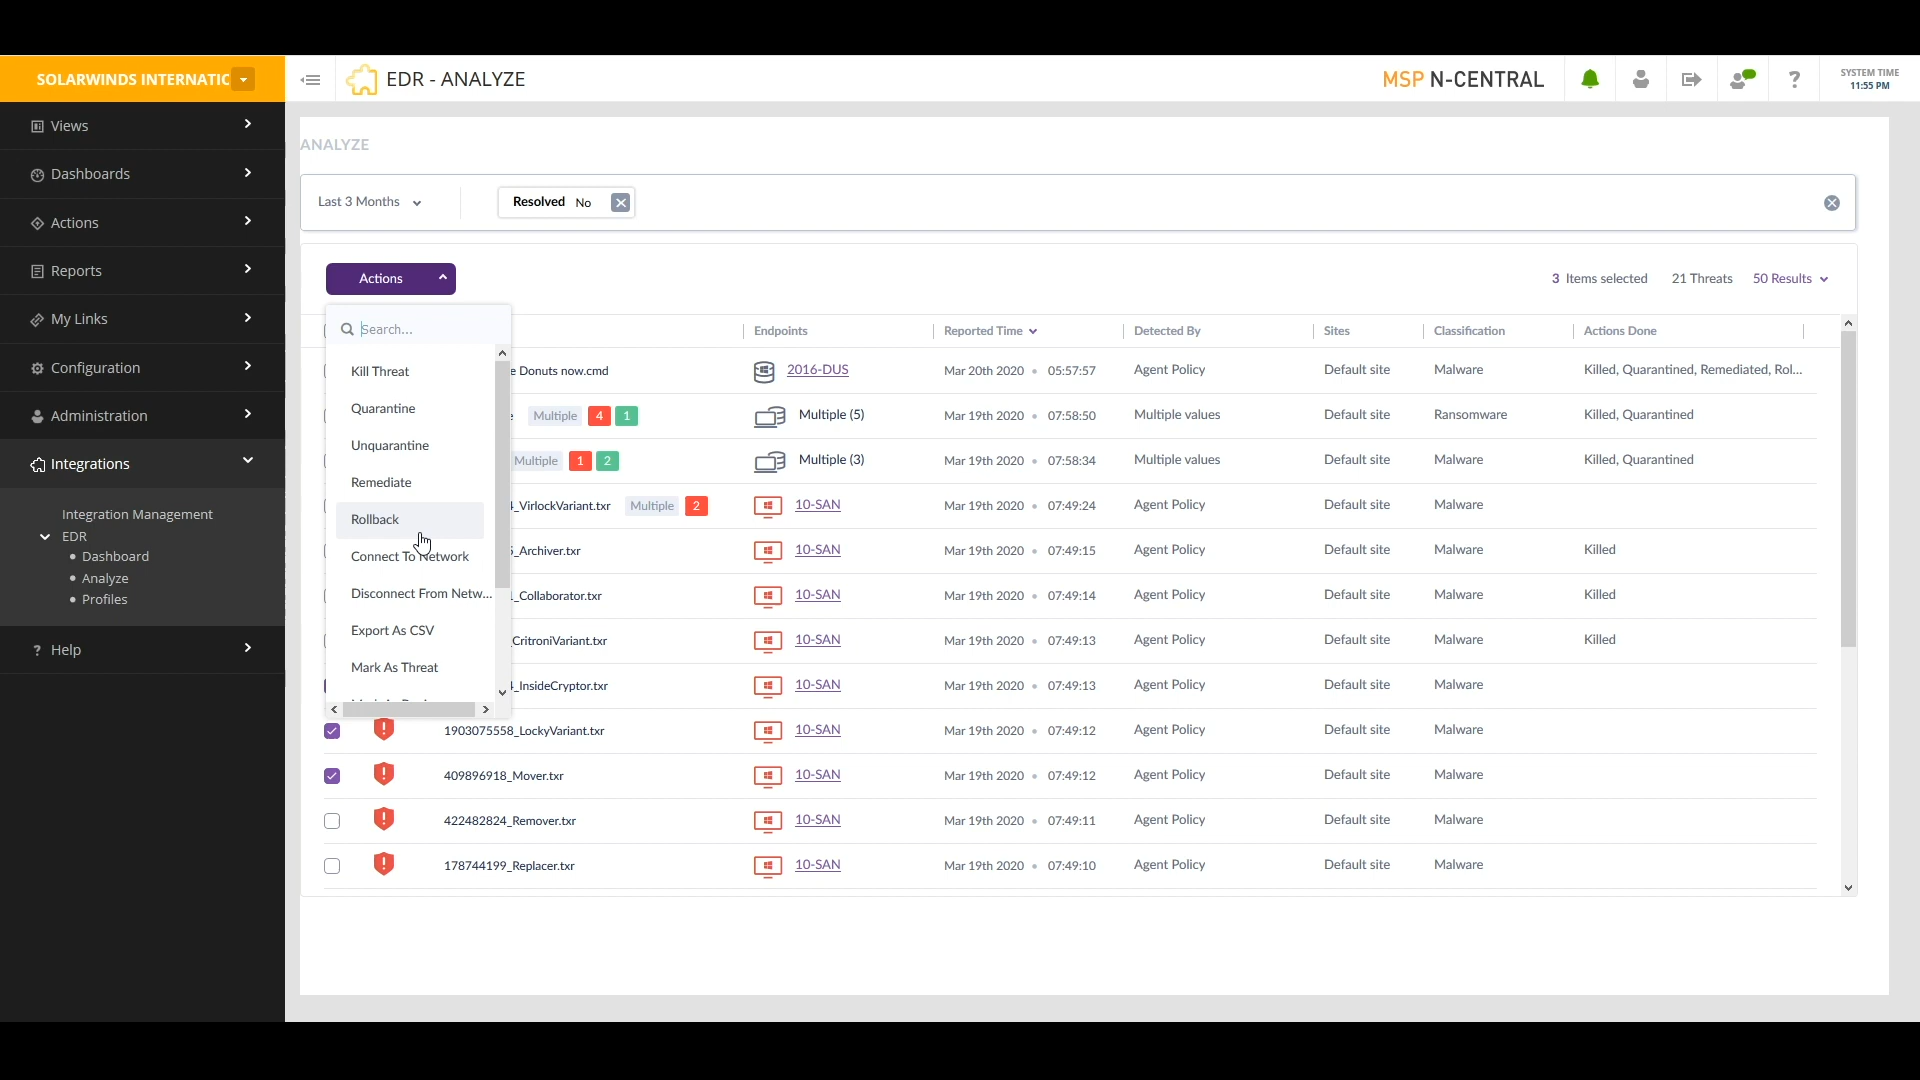 SOLARWINDS INTERNATIC
EDR - ANALYZE
MSP N-CENTRAL
?
SYSTEM TIME
11:55 PM
Views
Dashboards
Actions
Reports
My Links
Configuration
Administration
Integrations
Integration Management
EDR
• Dashboard
• Analyze
• Profiles
? Help
ANALYZE
Last 3 Months
Resolved No
Actions
3 Items selected 21 Threats 50 Results
Search...
Kill Threat
Quarantine
Unquarantine
Remediate
Rollback
Connect To Network
Disconnect From Netw...
Export As CSV
Mark As Threat
Endpoints Reported Time Detected By Sites Classification Actions Done
e Donuts now.cmd 2016-DUS Mar 20th 2020 • 05:57:57 Agent Policy Default site Malware Killed, Quarantined, Remediated, Rol...
e Multiple 4 1 Multiple (5) Mar 19th 2020 • 07:58:50 Multiple values Default site Ransomware Killed, Quarantined
Multiple 1 2 Multiple (3) Mar 19th 2020 • 07:58:34 Multiple values Default site Malware Killed, Quarantined
4_VirlockVariant.txr Multiple 2 10-SAN Mar 19th 2020 • 07:49:24 Agent Policy Default site Malware
_Archiver.txr 10-SAN Mar 19th 2020 • 07:49:15 Agent Policy Default site Malware Killed
_Collaborator.txr 10-SAN Mar 19th 2020 • 07:49:14 Agent Policy Default site Malware Killed
_CritroniVariant.txr 10-SAN Mar 19th 2020 • 07:49:13 Agent Policy Default site Malware Killed
4_InsideCryptor.txr 10-SAN Mar 19th 2020 • 07:49:13 Agent Policy Default site Malware
1903075558_LockyVariant.txr 10-SAN Mar 19th 2020 • 07:49:12 Agent Policy Default site Malware
409896918_Mover.txr 10-SAN Mar 19th 2020 • 07:49:12 Agent Policy Default site Malware
422482824_Remover.txr 10-SAN Mar 19th 2020 • 07:49:11 Agent Policy Default site Malware
178744199_Replacer.txr 10-SAN Mar 19th 2020 • 07:49:10 Agent Policy Default site Malware